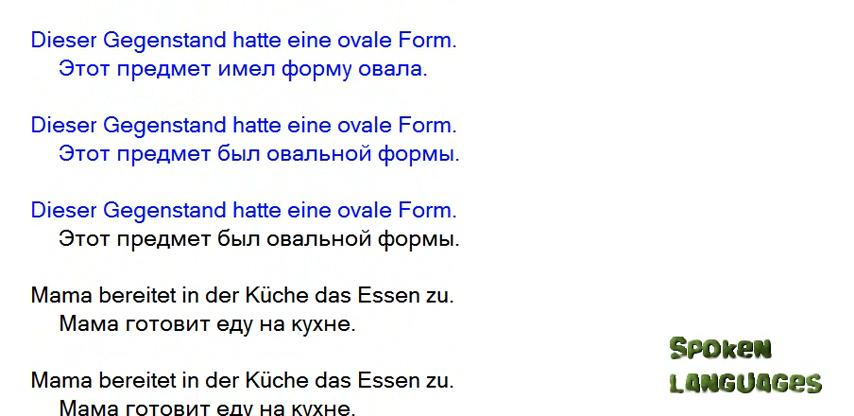 Dieser Gegenstand hatte eine ovale Form.
Этот предмет имел форму овала.
Dieser Gegenstand hatte eine ovale Form.
Этот предмет был овальной формы.
Dieser Gegenstand hatte eine ovale Form.
Этот предмет был овальной формы.
Mama bereitet in der Küche das Essen zu.
Мама готовит еду на кухне.
Mama bereitet in der Küche das Essen zu.
Мама готовит еду на кухне.
Spoken
Languages